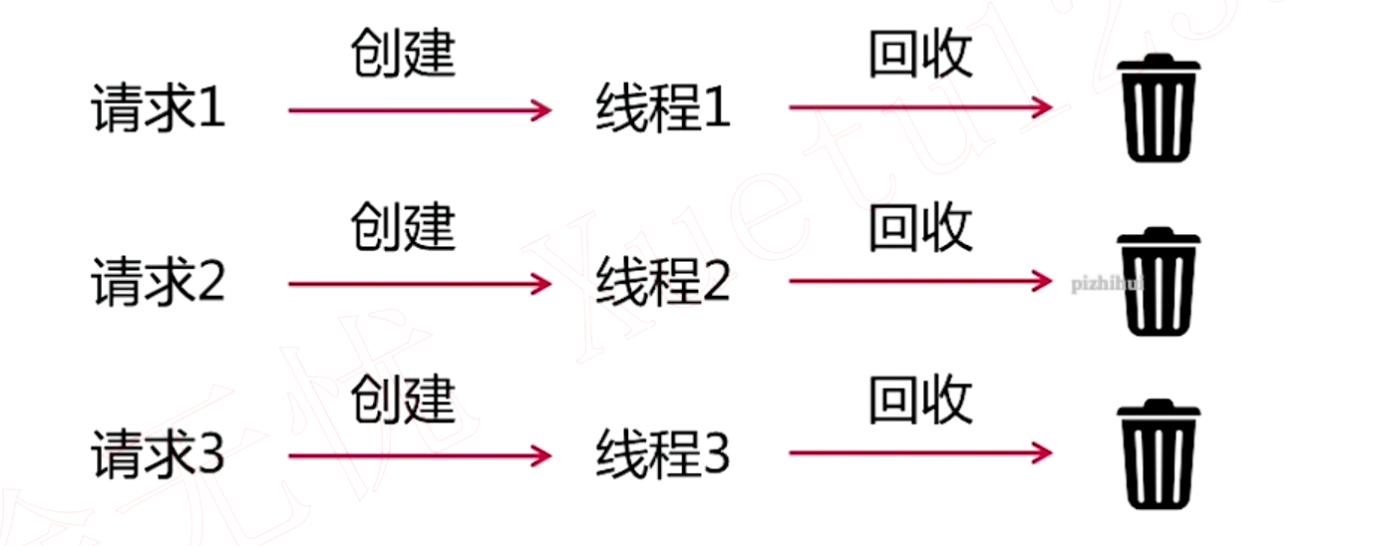 创建 回收
请求1 线程1
创建 回收
请求2 线程2
pizhihui
创建 回收
请求3 线程3